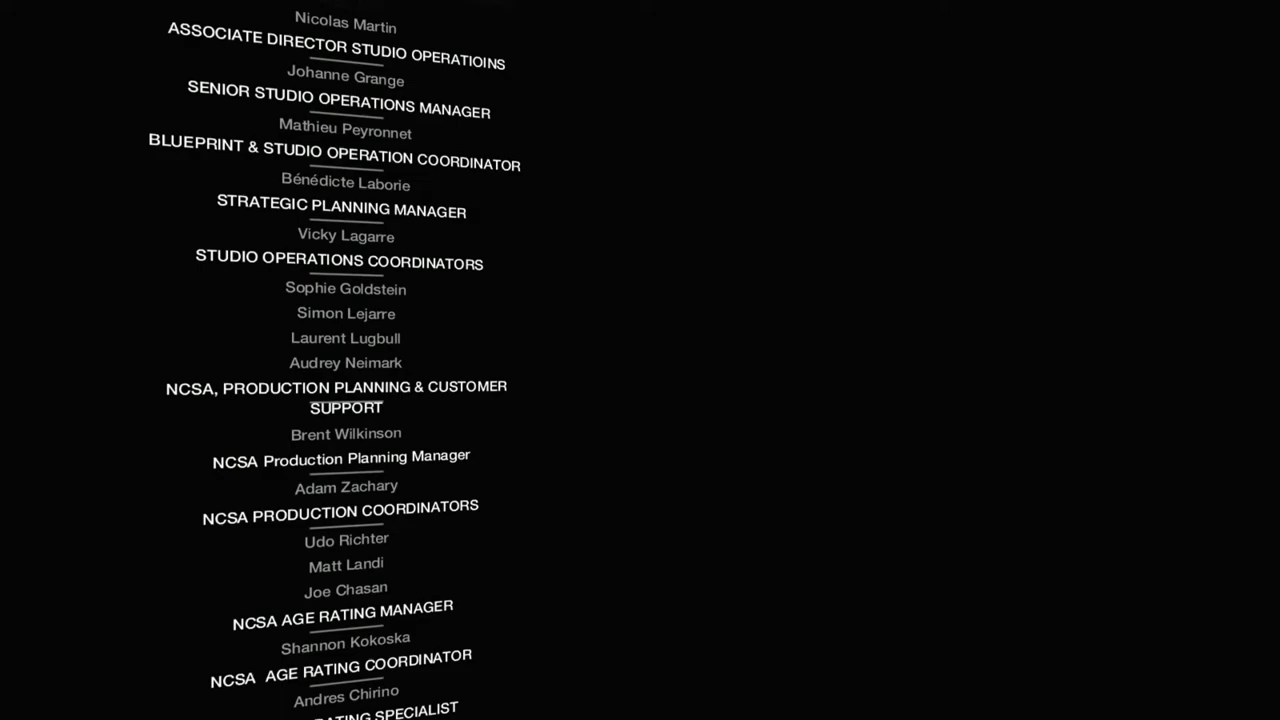 Nicolas Martin
ASSOCIATE DIRECTOR STUDIO OPERATIOINS
Johanne Grange
SENIOR STUDIO OPERATIONS MANAGER
Mathieu Peyronnet
BLUEPRINT & STUDIO OPERATION COORDINATOR
Bénédicte Laborie
STRATEGIC PLANNING MANAGER
Vicky Lagarre
STUDIO OPERATIONS COORDINATORS
Sophie Goldstein
Simon Lejarre
Laurent Lugbull
Audrey Neimark
NCSA, PRODUCTION PLANNING & CUSTOMER
SUPPORT
Brent Wilkinson
NCSA Production Planning Manager
Adam Zachary
NCSA PRODUCTION COORDINATORS
Udo Richter
Matt Landi
Joe Chasan
NCSA AGE RATING MANAGER
Shannon Kokoska
NCSA  AGE RATING COORDINATOR
Andres Chirino
SPECIALIST